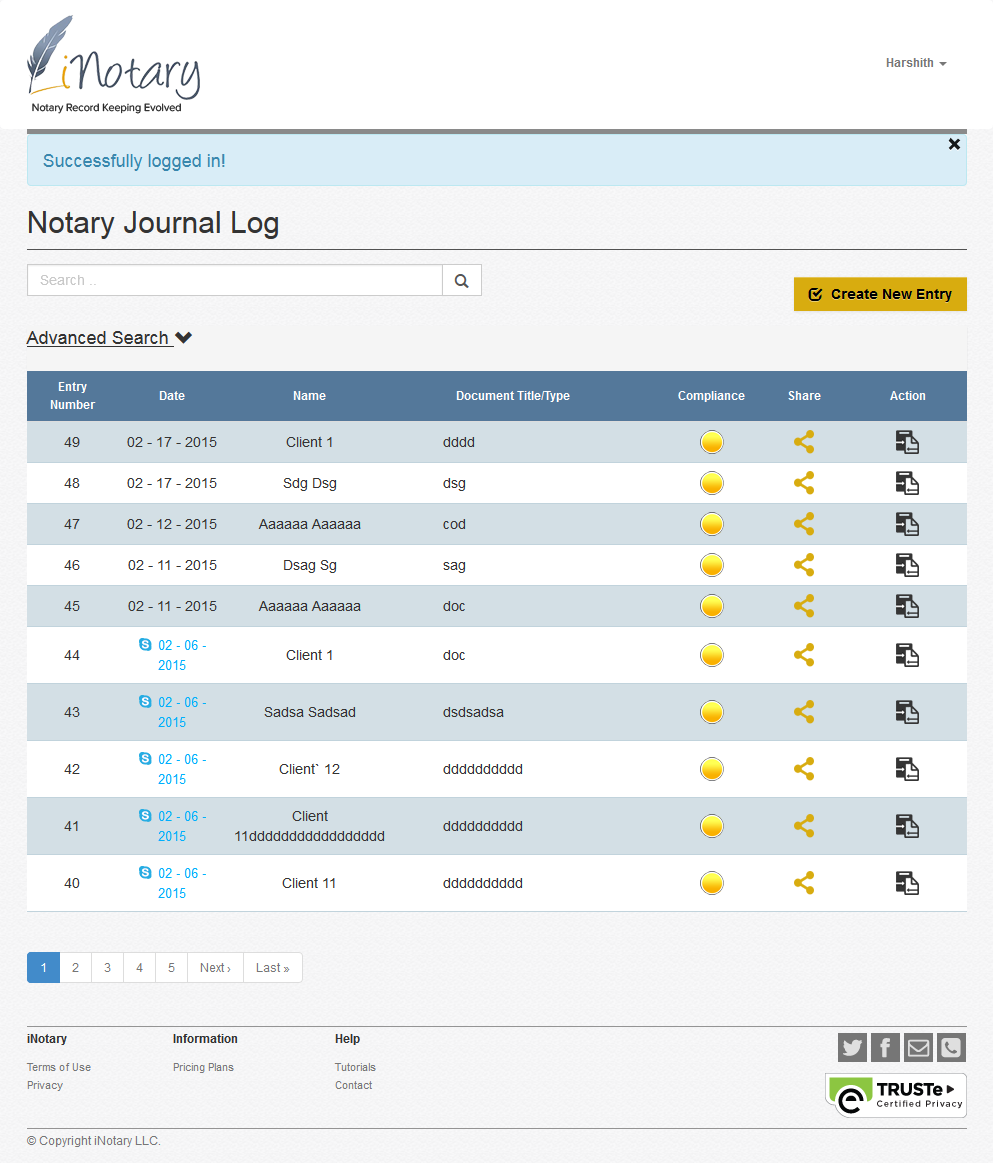 iNotary
Notary Record Keeping Evolved
Harshith
Successfully logged in!
Notary Journal Log
Search ..
Create New Entry
Advanced Search
Entry Number Date Name Document Title/Type Compliance Share Action
49 02 - 17 - 2015 Client 1 dddd
48 02 - 17 - 2015 Sdg Dsg dsg
47 02 - 12 - 2015 Aaaaaa Aaaaaa cod
46 02 - 11 - 2015 Dsag Sg sag
45 02 - 11 - 2015 Aaaaaa Aaaaaa doc
44 02 - 06 - 2015 Client 1 doc
43 02 - 06 - 2015 Sadsa Sadsad dsdsadsa
42 02 - 06 - 2015 Client` 12 dddddddddd
41 02 - 06 - 2015 Client 11ddddddddddddddddd dddddddddd
40 02 - 06 - 2015 Client 11 dddddddddd
1 2 3 4 5 Next › Last »
iNotary Information Help
Terms of Use Pricing Plans Tutorials
Privacy Contact
TRUSTe
Certified Privacy
© Copyright iNotary LLC.